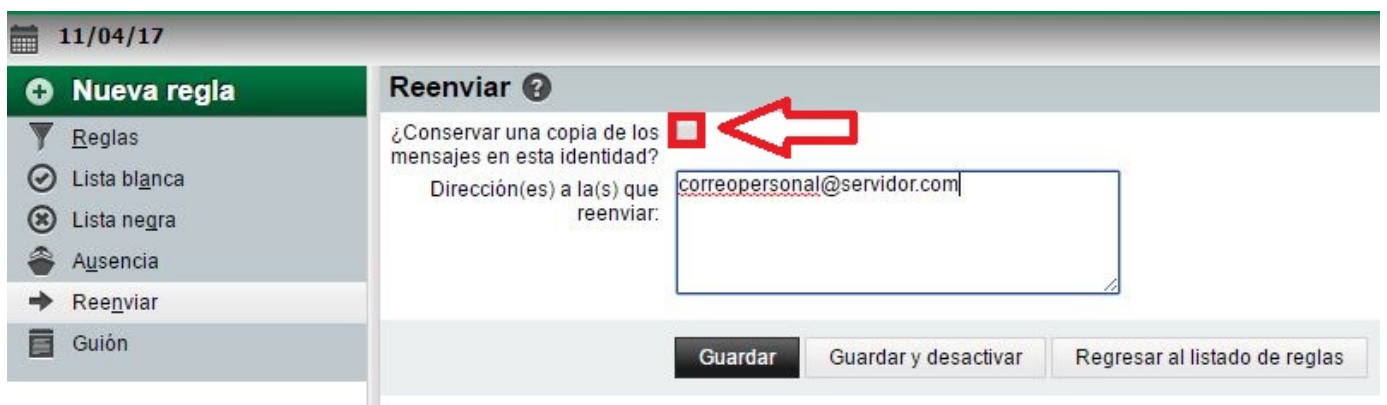 11/04/17
Nueva regla
Reglas
Lista blanca
Lista negra
Ausencia
Reenviar
Guión
Reenviar ?
¿Conservar una copia de los
mensajes en esta identidad?
Dirección(es) a la(s) que
reenviar:
correopersonal@servidor.com
Guardar
Guardar y desactivar
Regresar al listado de reglas